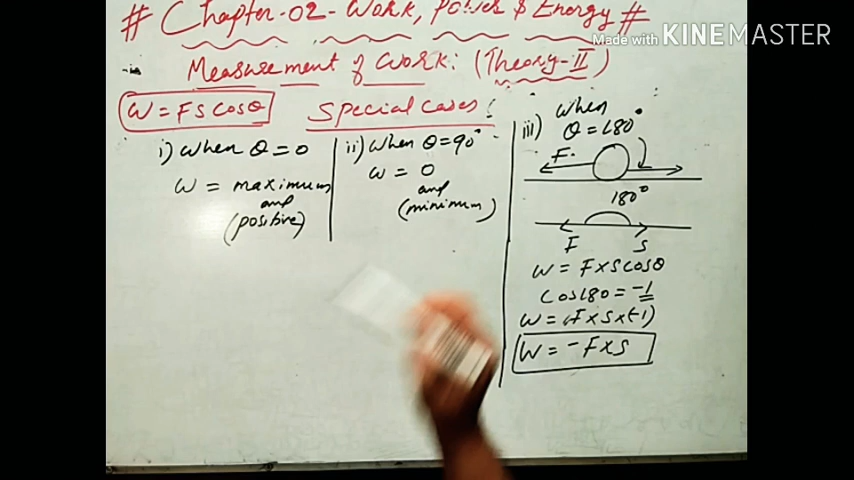 # Chapter-02-Work, Power & Energy #
Made with KINEMASTER
Measurement of Work: (Theory-II)
W = FS cosθ
Special cases:
i) when θ = 0
W = maximum
and
(positive)
ii) when θ = 90°
W = 0
and
(minimum)
iii) when
θ = 180°
F
180°
F S
W = F×S cosθ
Cos180 = -1
W = F×S×(-1)
W = -F×S